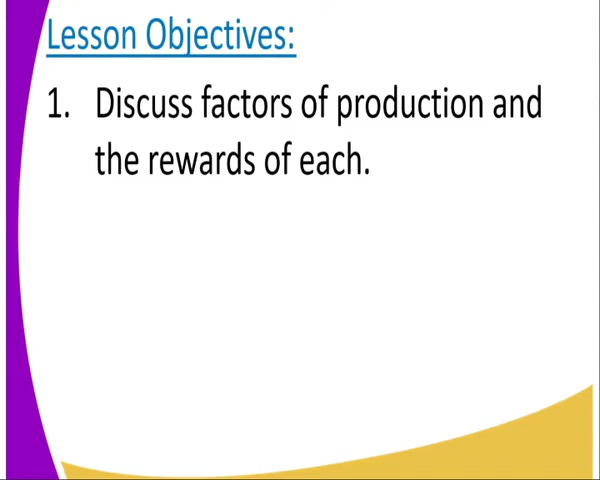 Lesson Objectives:
1. Discuss factors of production and
the rewards of each.